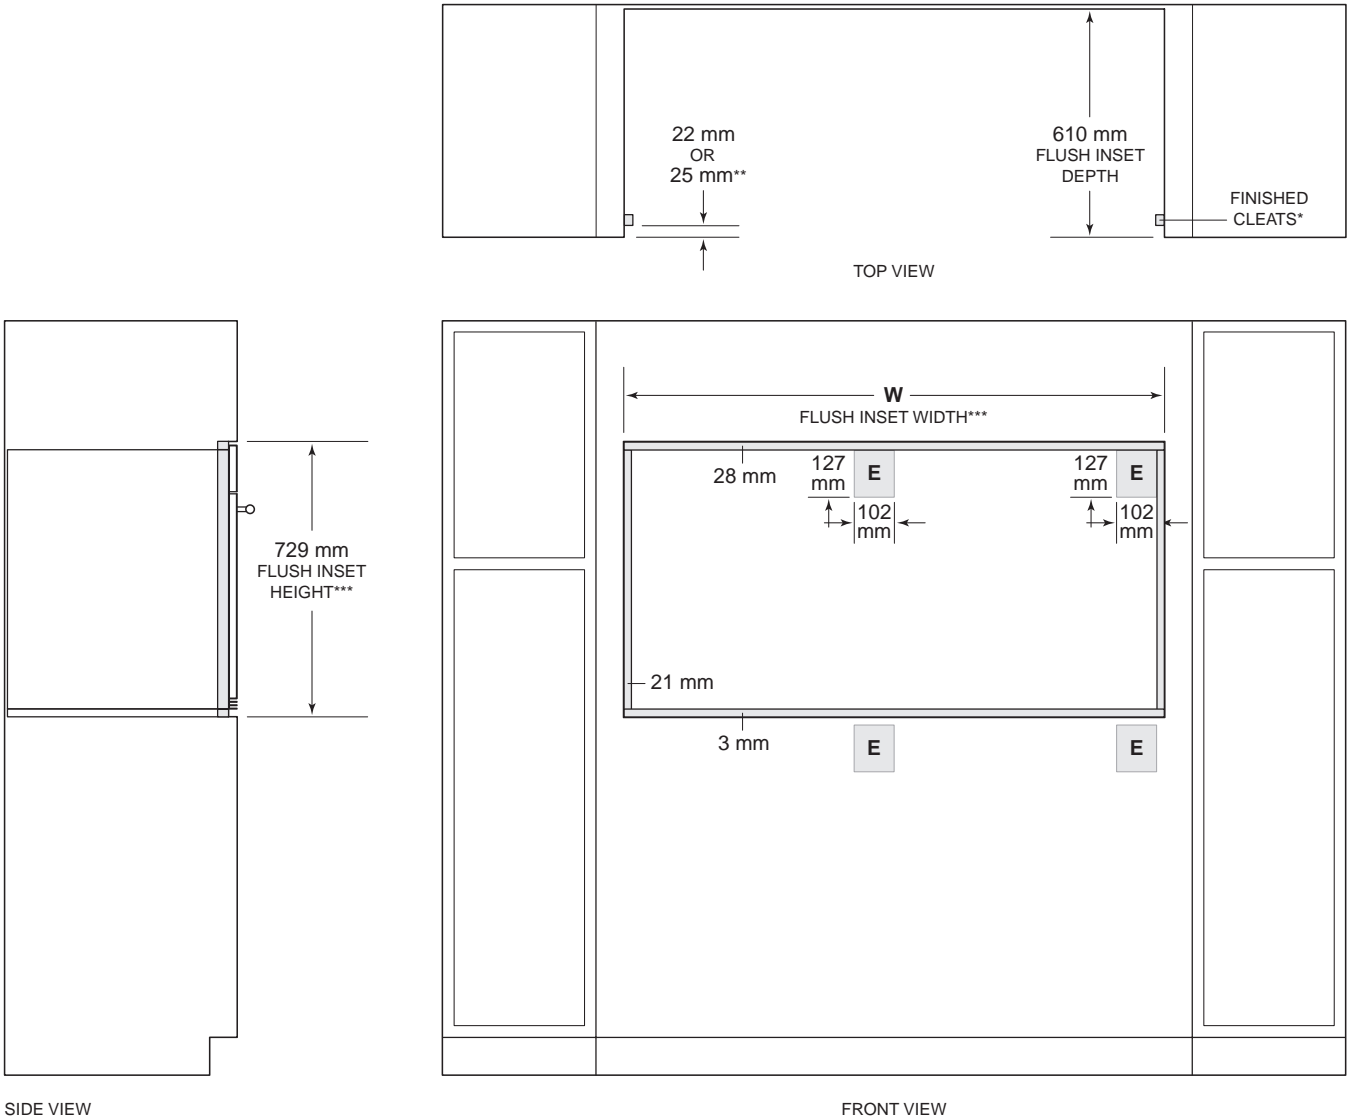 22 mm
OR
25 mm**
610 mm
FLUSH INSET
DEPTH
FINISHED
CLEATS*
TOP VIEW
W
FLUSH INSET WIDTH***
28 mm
127
mm
E
102
mm
127
mm
E
102
mm
729 mm
FLUSH INSET
HEIGHT***
21 mm
3 mm
E
E
SIDE VIEW
FRONT VIEW